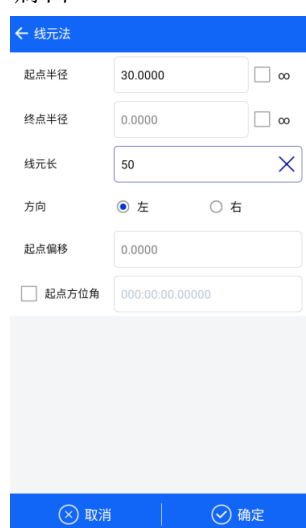 ← 线元法
起点半径 30.0000 ∞
终点半径 0.0000 ∞
线元长 50
方向 左 右
起点偏移 0.0000
起点方位角 000:00:00.00000
取消 确定